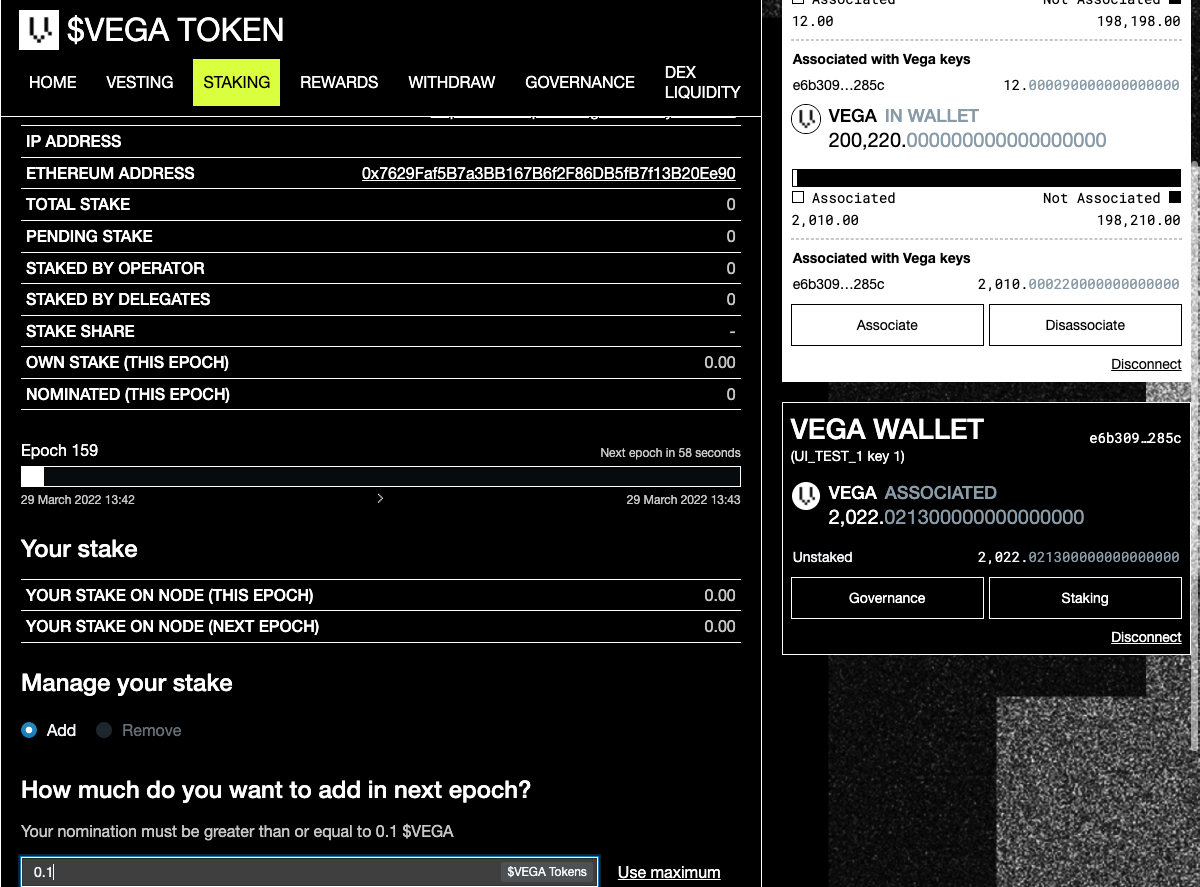 $VEGA TOKEN
HOME VESTING STAKING REWARDS WITHDRAW GOVERNANCE DEX LIQUIDITY
IP ADDRESS
ETHEREUM ADDRESS 0x7629Faf5B7a3BB167B6f2F86DB5fB7f13B20Ee90
TOTAL STAKE 0
PENDING STAKE 0
STAKED BY OPERATOR 0
STAKED BY DELEGATES 0
STAKE SHARE -
OWN STAKE (THIS EPOCH) 0.00
NOMINATED (THIS EPOCH) 0
Epoch 159 Next epoch in 58 seconds
29 March 2022 13:42 29 March 2022 13:43
Your stake
YOUR STAKE ON NODE (THIS EPOCH) 0.00
YOUR STAKE ON NODE (NEXT EPOCH) 0.00
Manage your stake
Add Remove
How much do you want to add in next epoch?
Your nomination must be greater than or equal to 0.1 $VEGA
0.1 $VEGA Tokens Use maximum
Associated Not Associated
12.00 198,198.00
Associated with Vega keys
e6b309…285c 12.000090000000000000
VEGA IN WALLET
200,220.000000000000000000
Associated Not Associated
2,010.00 198,210.00
Associated with Vega keys
e6b309…285c 2,010.000220000000000000
Associate Disassociate
Disconnect
VEGA WALLET e6b309…285c
(UI_TEST_1 key 1)
VEGA ASSOCIATED
2,022.021300000000000000
Unstaked 2,022.021300000000000000
Governance Staking
Disconnect